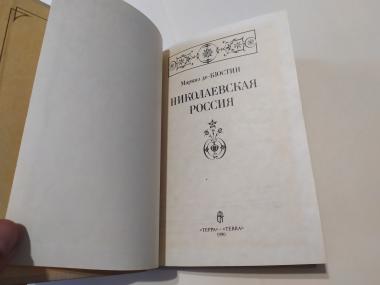 Маркиз де-КЮСТИН
НИКОЛАЕВСКАЯ
РОССИЯ
«ТЕРРА» – «TERRA»
1990